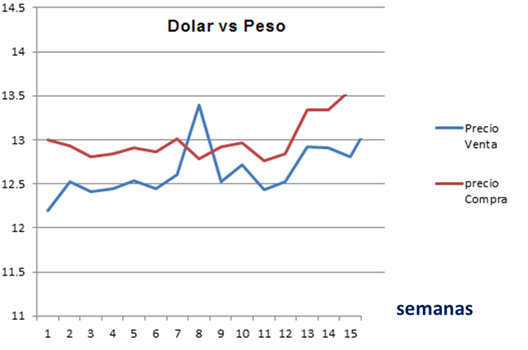 Dolar vs Peso
14.5
14
13.5
13
12.5
12
11.5
11
1 2 3 4 5 6 7 8 9 10 11 12 13 14 15
Precio
Venta
precio
Compra
semanas